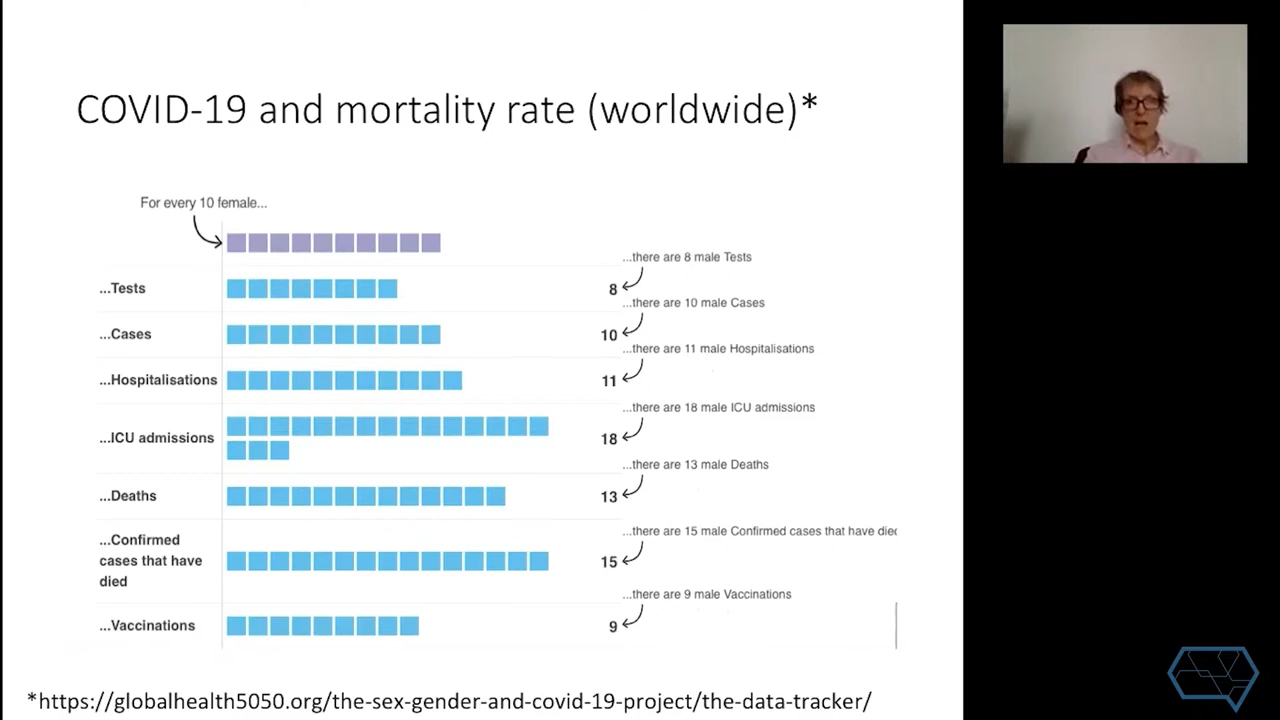 COVID-19 and mortality rate (worldwide)*
For every 10 female...
...there are 8 male Tests
...Tests
8
...there are 10 male Cases
...Cases
10
...there are 11 male Hospitalisations
...Hospitalisations
11
...there are 18 male ICU admissions
...ICU admissions
18
...there are 13 male Deaths
...Deaths
13
...there are 15 male Confirmed cases that have died
...Confirmed
cases that have
died
15
...there are 9 male Vaccinations
...Vaccinations
9
*https://globalhealth5050.org/the-sex-gender-and-covid-19-project/the-data-tracker/